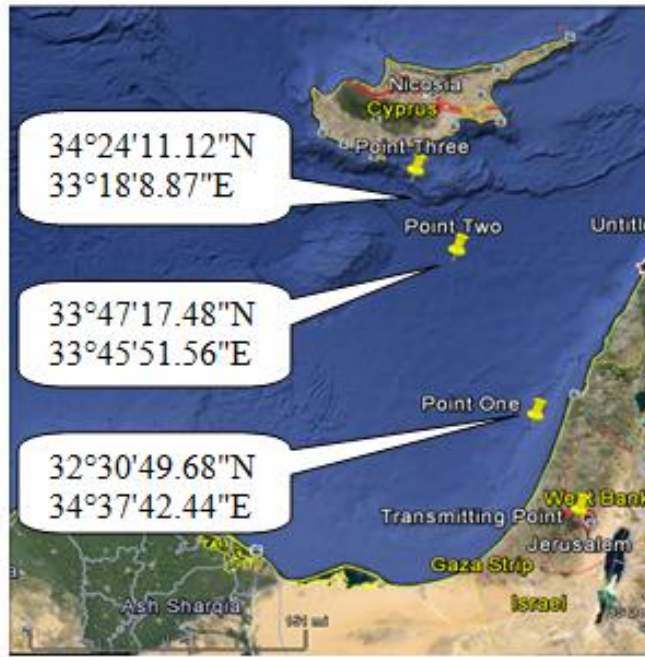 Nicosia
Cyprus
34°24'11.12"N
33°18'8.87"E
Point Three
Point Two
Untitl
33°47'17.48"N
33°45'51.56"E
Point One
32°30'49.68"N
34°37'42.44"E
West Bank
Transmitting Point
Jerusalem
Gaza Strip
a
Ash Sharqia
Israel
151 mi